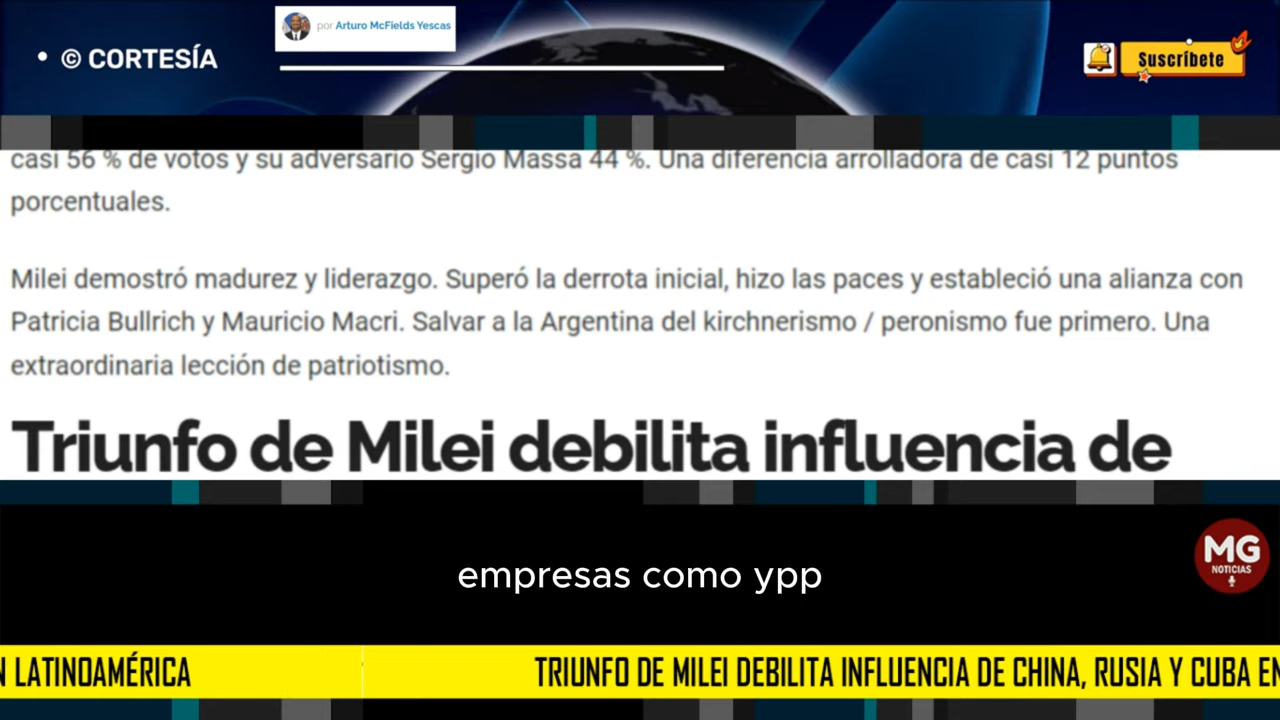 por Arturo McFields Yescas
• © CORTESÍA
Suscríbete
casi 56 % de votos y su adversario Sergio Massa 44 %. Una diferencia arrolladora de casi 12 puntos
porcentuales.
Milei demostró madurez y liderazgo. Superó la derrota inicial, hizo las paces y estableció una alianza con
Patricia Bullrich y Mauricio Macri. Salvar a la Argentina del kirchnerismo / peronismo fue primero. Una
extraordinaria lección de patriotismo.
Triunfo de Milei debilita influencia de
MG
NOTICIAS
empresas como ypp
N LATINOAMÉRICA
TRIUNFO DE MILEI DEBILITA INFLUENCIA DE CHINA, RUSIA Y CUBA EN